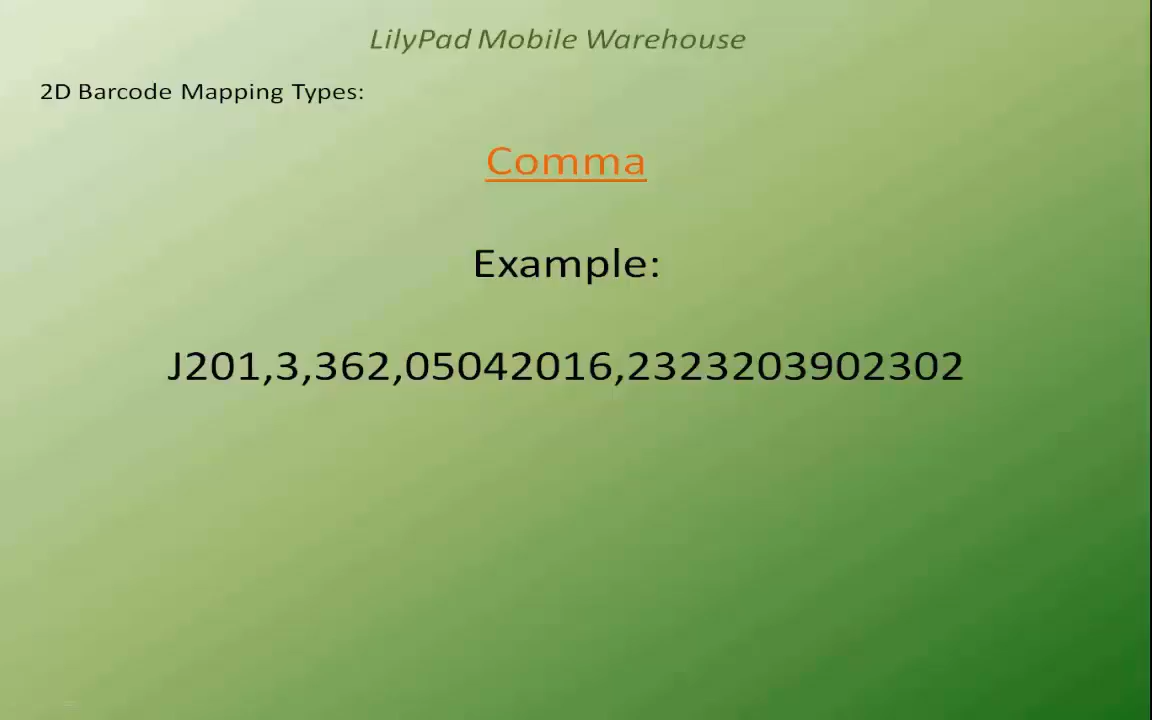 LilyPad Mobile Warehouse
2D Barcode Mapping Types:
Comma
Example:
J201,3,362,05042016,2323203902302